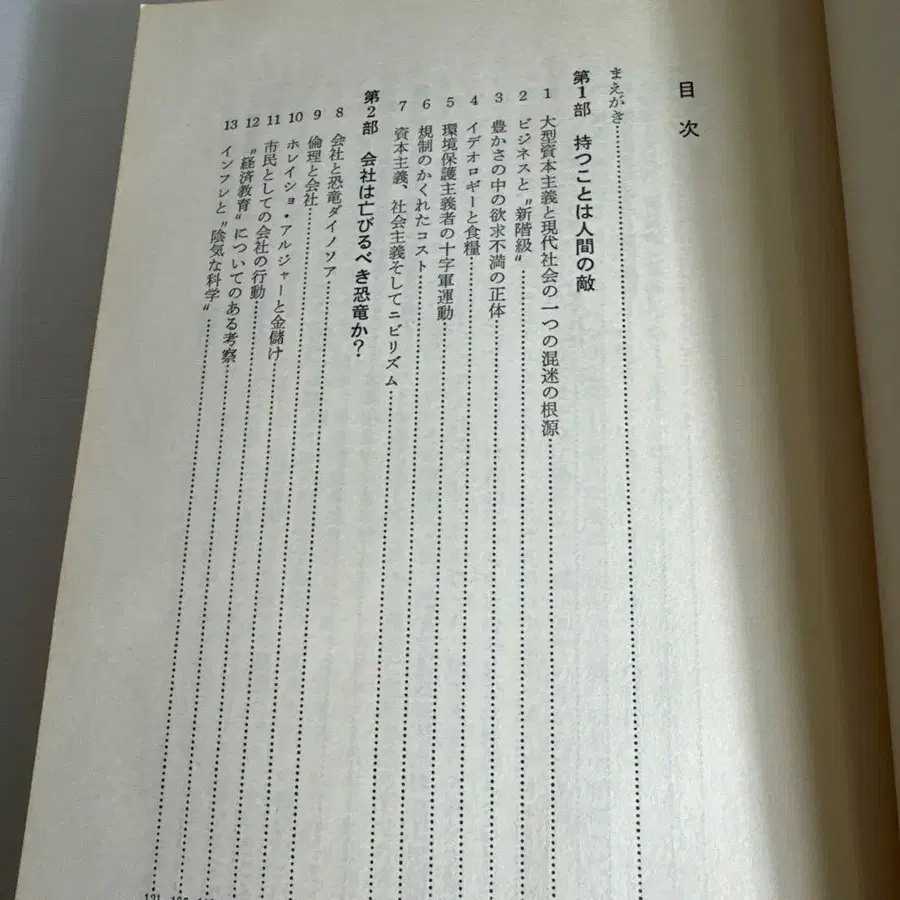 目次
まえがき
第1部 持つことは人間の敵
1 大型資本主義と現代社会の一つの混迷の根源
2 ビジネスと〝新階級〟
3 豊かさの中の欲求不満の正体
4 イデオロギーと食糧
5 環境保護主義者の十字軍運動
6 規制のかくれたコスト
7 資本主義、社会主義そしてニヒリズム
第2部 会社は亡びるべき恐竜か？
8 会社と恐竜ダイノソア
9 倫理と会社
10 ホレイショ・アルジャーと金儲け
11 市民としての会社の行動
12 〝経済教育〟についてのある考察
13 インフレと〝陰気な科学〟
121